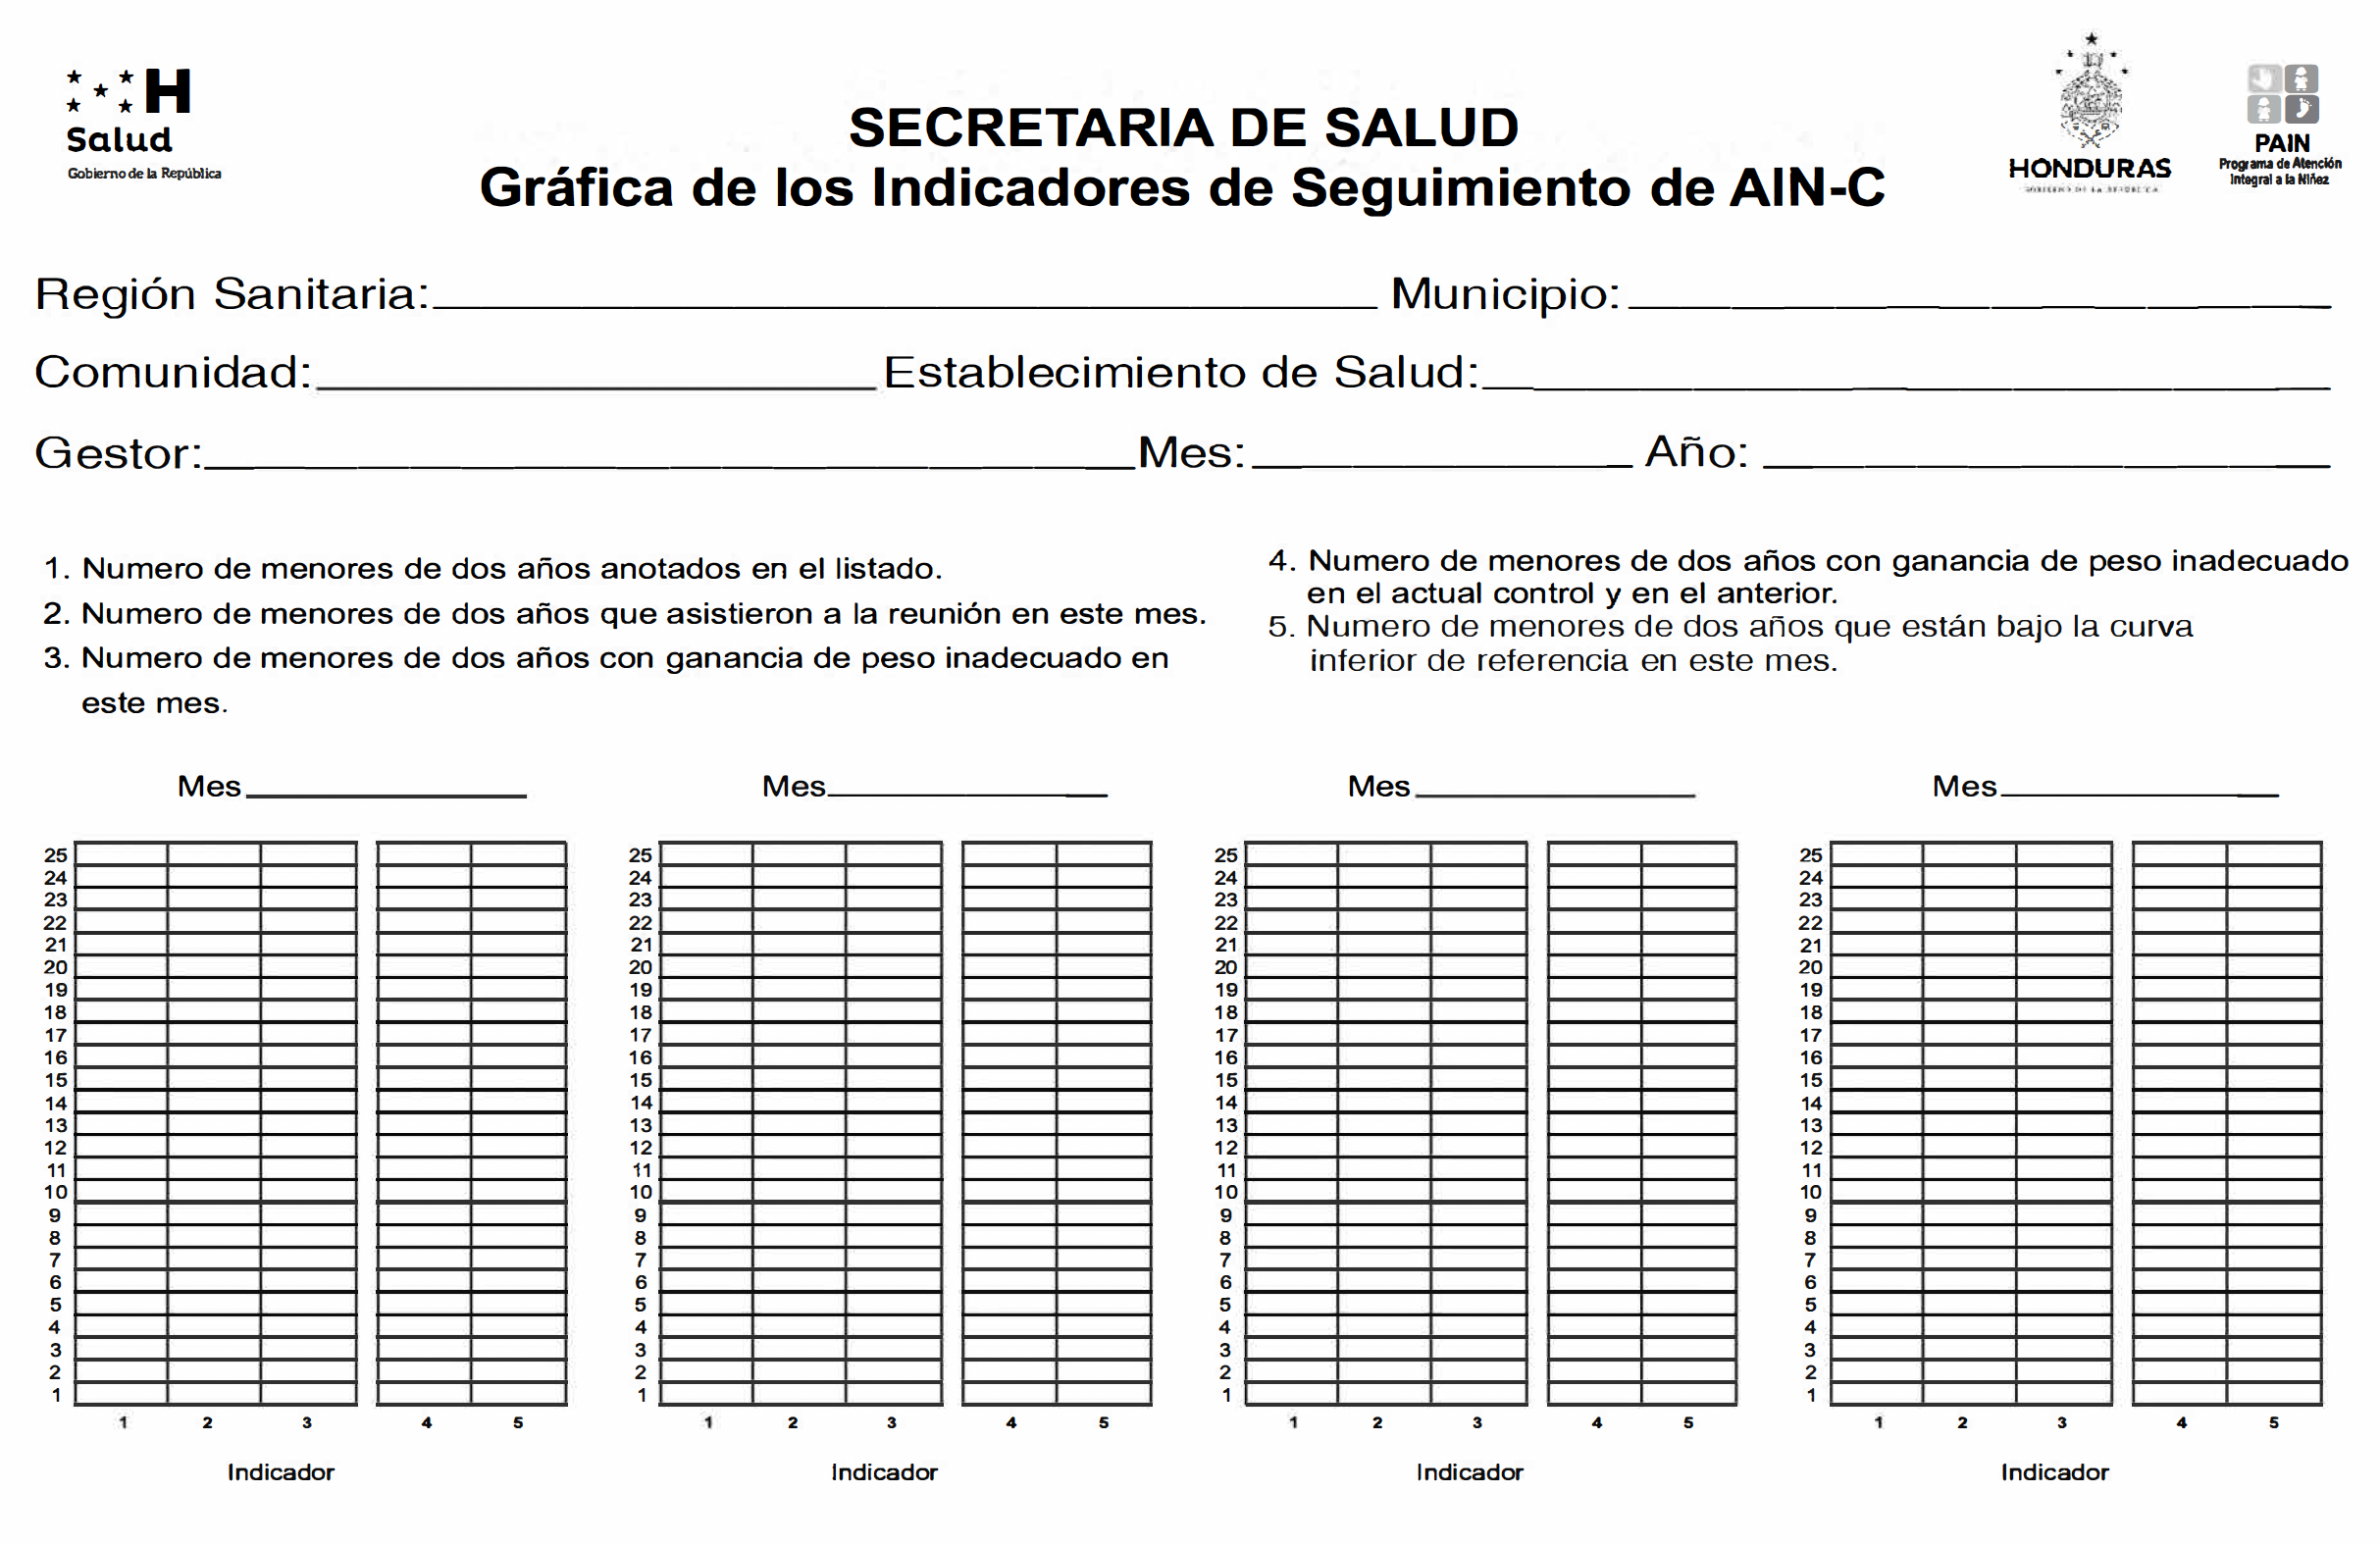 H
Salud
Gobierno de la República
SECRETARIA DE SALUD
Gráfica de los Indicadores de Seguimiento de AIN-C
HONDURAS
GOBIERNO DE LA REPÚBLICA
PAIN
Programa de Atención
Integral a la Niñez
Región Sanitaria: Municipio:
Comunidad: Establecimiento de Salud:
Gestor: Mes: Año:
1. Numero de menores de dos años anotados en el listado.
2. Numero de menores de dos años que asistieron a la reunión en este mes.
3. Numero de menores de dos años con ganancia de peso inadecuado en
este mes.
4. Numero de menores de dos años con ganancia de peso inadecuado
en el actual control y en el anterior.
5. Numero de menores de dos años que están bajo la curva
inferior de referencia en este mes.
Mes Mes Mes Mes
25 25 25 25
24 24 24 24
23 23 23 23
22 22 22 22
21 21 21 21
20 20 20 20
19 19 19 19
18 18 18 18
17 17 17 17
16 16 16 16
15 15 15 15
14 14 14 14
13 13 13 13
12 12 12 12
11 11 11 11
10 10 10 10
9 9 9 9
8 8 8 8
7 7 7 7
6 6 6 6
5 5 5 5
4 4 4 4
3 3 3 3
2 2 2 2
1 1 1 1
1 2 3 4 5 1 2 3 4 5 1 2 3 4 5 1 2 3 4 5
Indicador Indicador Indicador Indicador